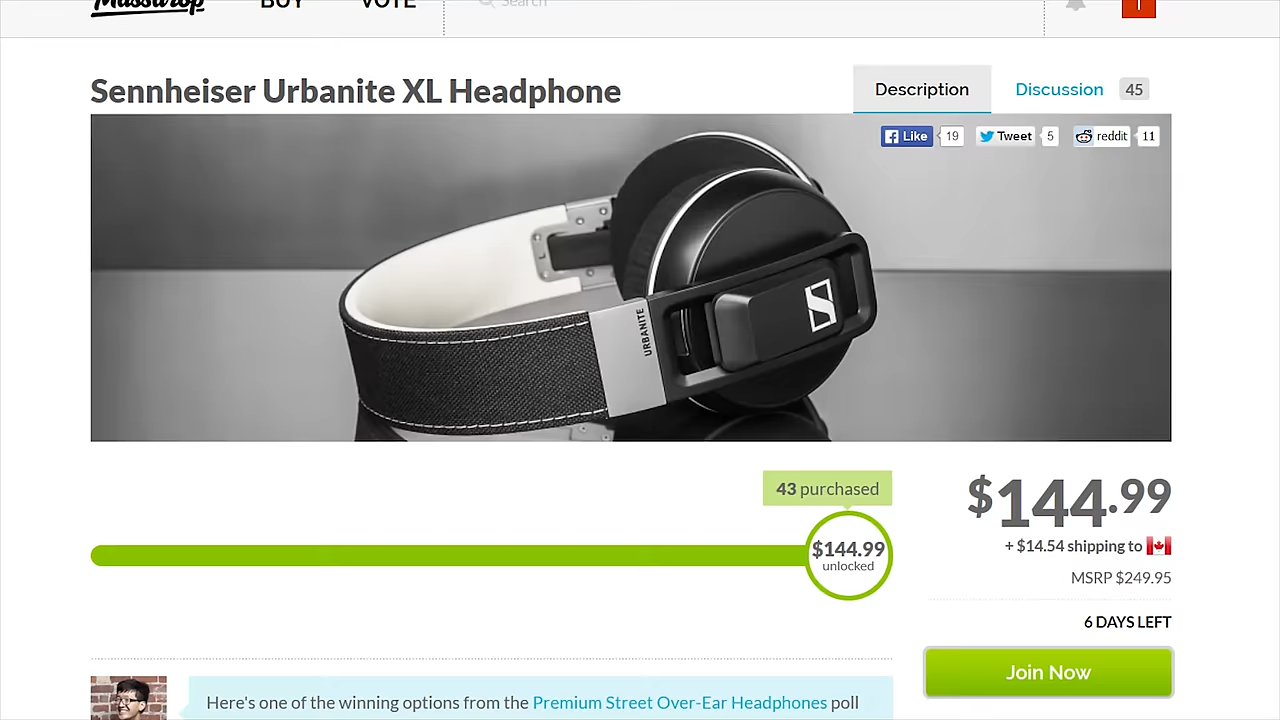 Massdrop BUY VOTE Search
Sennheiser Urbanite XL Headphone
Description Discussion 45
Like 19 Tweet 5 reddit 11
URBANITE
43 purchased
$144.99
unlocked
$144.99
+ $14.54 shipping to
MSRP $249.95
6 DAYS LEFT
Join Now
Here's one of the winning options from the Premium Street Over-Ear Headphones poll